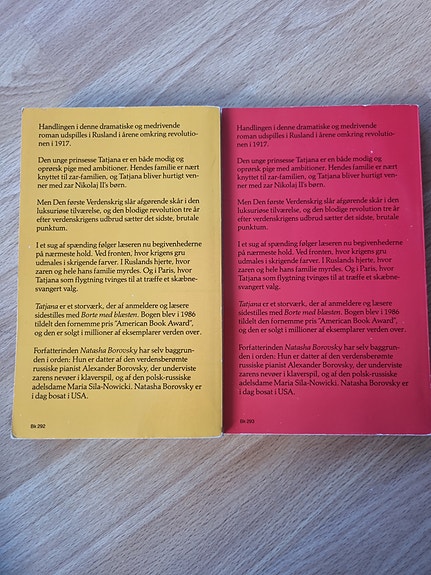 Handlingen i denne dramatiske og medrivende
roman udspilles i Rusland i årene omkring revolutio-
nen i 1917.
Den unge prinsesse Tatjana er en både modig og
oprørsk pige med ambitioner. Hendes familie er nært
knyttet til zar-familien, og Tatjana bliver hurtigt ven-
ner med zar Nikolaj II's børn.
Men Den første Verdenskrig slår afgørende skår i den
luksuriøse tilværelse, og den blodige revolution tre år
efter verdenskrigens udbrud sætter det sidste, brutale
punktum.
I et sug af spænding følger læseren nu begivenhederne
på nærmeste hold. Ved fronten, hvor krigens gru
udmales i skrigende farver. I Ruslands hjerte, hvor
zaren og hele hans familie myrdes. Og i Paris, hvor
Tatjana som flygtning tvinges til at træffe et skæbne-
svangert valg.
Tatjana er et storværk, der af anmeldere og læsere
sidestilles med Borte med blæsten. Bogen blev i 1986
tildelt den fornemme pris "American Book Award",
og den er solgt i millioner af eksemplarer verden over.
Forfatterinden Natasha Borovsky har selv baggrun-
den i orden: Hun er datter af den verdensberømte
russiske pianist Alexander Borovsky, der underviste
zarens nevøer i klaverspil, og af den polsk-russiske
adelsdame Maria Sila-Nowicki. Natasha Borovsky er
i dag bosat i USA.
Bk 292
Handlingen i denne dramatiske og medrivende
roman udspilles i Rusland i årene omkring revolutio-
nen i 1917.
Den unge prinsesse Tatjana er en både modig og
oprørsk pige med ambitioner. Hendes familie er nært
knyttet til zar-familien, og Tatjana bliver hurtigt ven-
ner med zar Nikolaj II's børn.
Men Den første Verdenskrig slår afgørende skår i den
luksuriøse tilværelse, og den blodige revolution tre år
efter verdenskrigens udbrud sætter det sidste, brutale
punktum.
I et sug af spænding følger læseren nu begivenhederne
på nærmeste hold. Ved fronten, hvor krigens gru
udmales i skrigende farver. I Ruslands hjerte, hvor
zaren og hele hans familie myrdes. Og i Paris, hvor
Tatjana som flygtning tvinges til at træffe et skæbne-
svangert valg.
Tatjana er et storværk, der af anmeldere og læsere
sidestilles med Borte med blæsten. Bogen blev i 1986
tildelt den fornemme pris "American Book Award",
og den er solgt i millioner af eksemplarer verden over.
Forfatterinden Natasha Borovsky har selv baggrun-
den i orden: Hun er datter af den verdensberømte
russiske pianist Alexander Borovsky, der underviste
zarens nevøer i klaverspil, og af den polsk-russiske
adelsdame Maria Sila-Nowicki. Natasha Borovsky er
i dag bosat i USA.
Bk 293